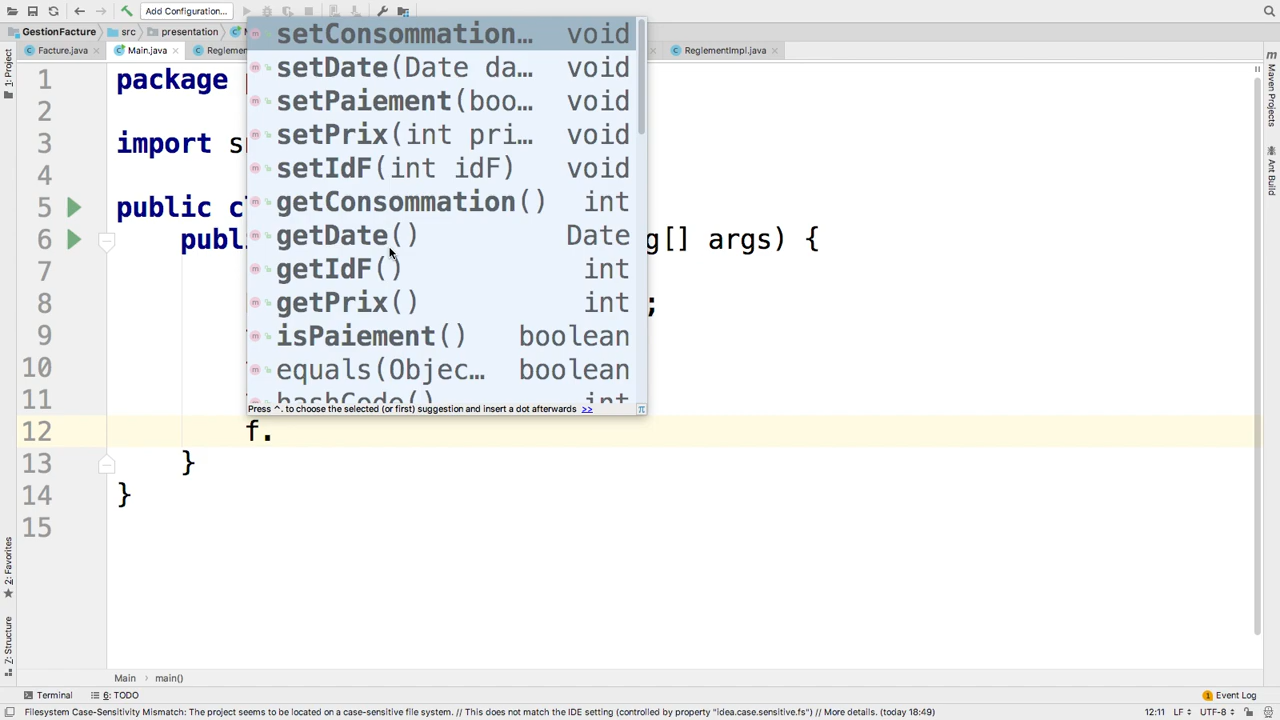 Add Configuration...
GestionFacture
src
presentation
Facture.java
Main.java
Reglemen
ReglementImpl.java
1: Project
Maven Projects
Ant Build
2: Favorites
Z: Structure
1 package
2
3 import s
4
5 public c
6 publ g[] args) {
7
8 ;
9
10
11
12 f.
13 }
14 }
15
setConsommation... void
setDate(Date da... void
setPaiement(boo... void
setPrix(int pri... void
setIdF(int idF) void
getConsommation() int
getDate() Date
getIdF() int
getPrix() int
isPaiement() boolean
equals(Objec... boolean
hashCode() int
Press ^. to choose the selected (or first) suggestion and insert a dot afterwards >> π
Main › main()
Terminal 6: TODO 1 Event Log
Filesystem Case-Sensitivity Mismatch: The project seems to be located on a case-sensitive file system. // This does not match the IDE setting (controlled by property "idea.case.sensitive.fs") // More details. (today 18:49) 12:11 LF UTF-8